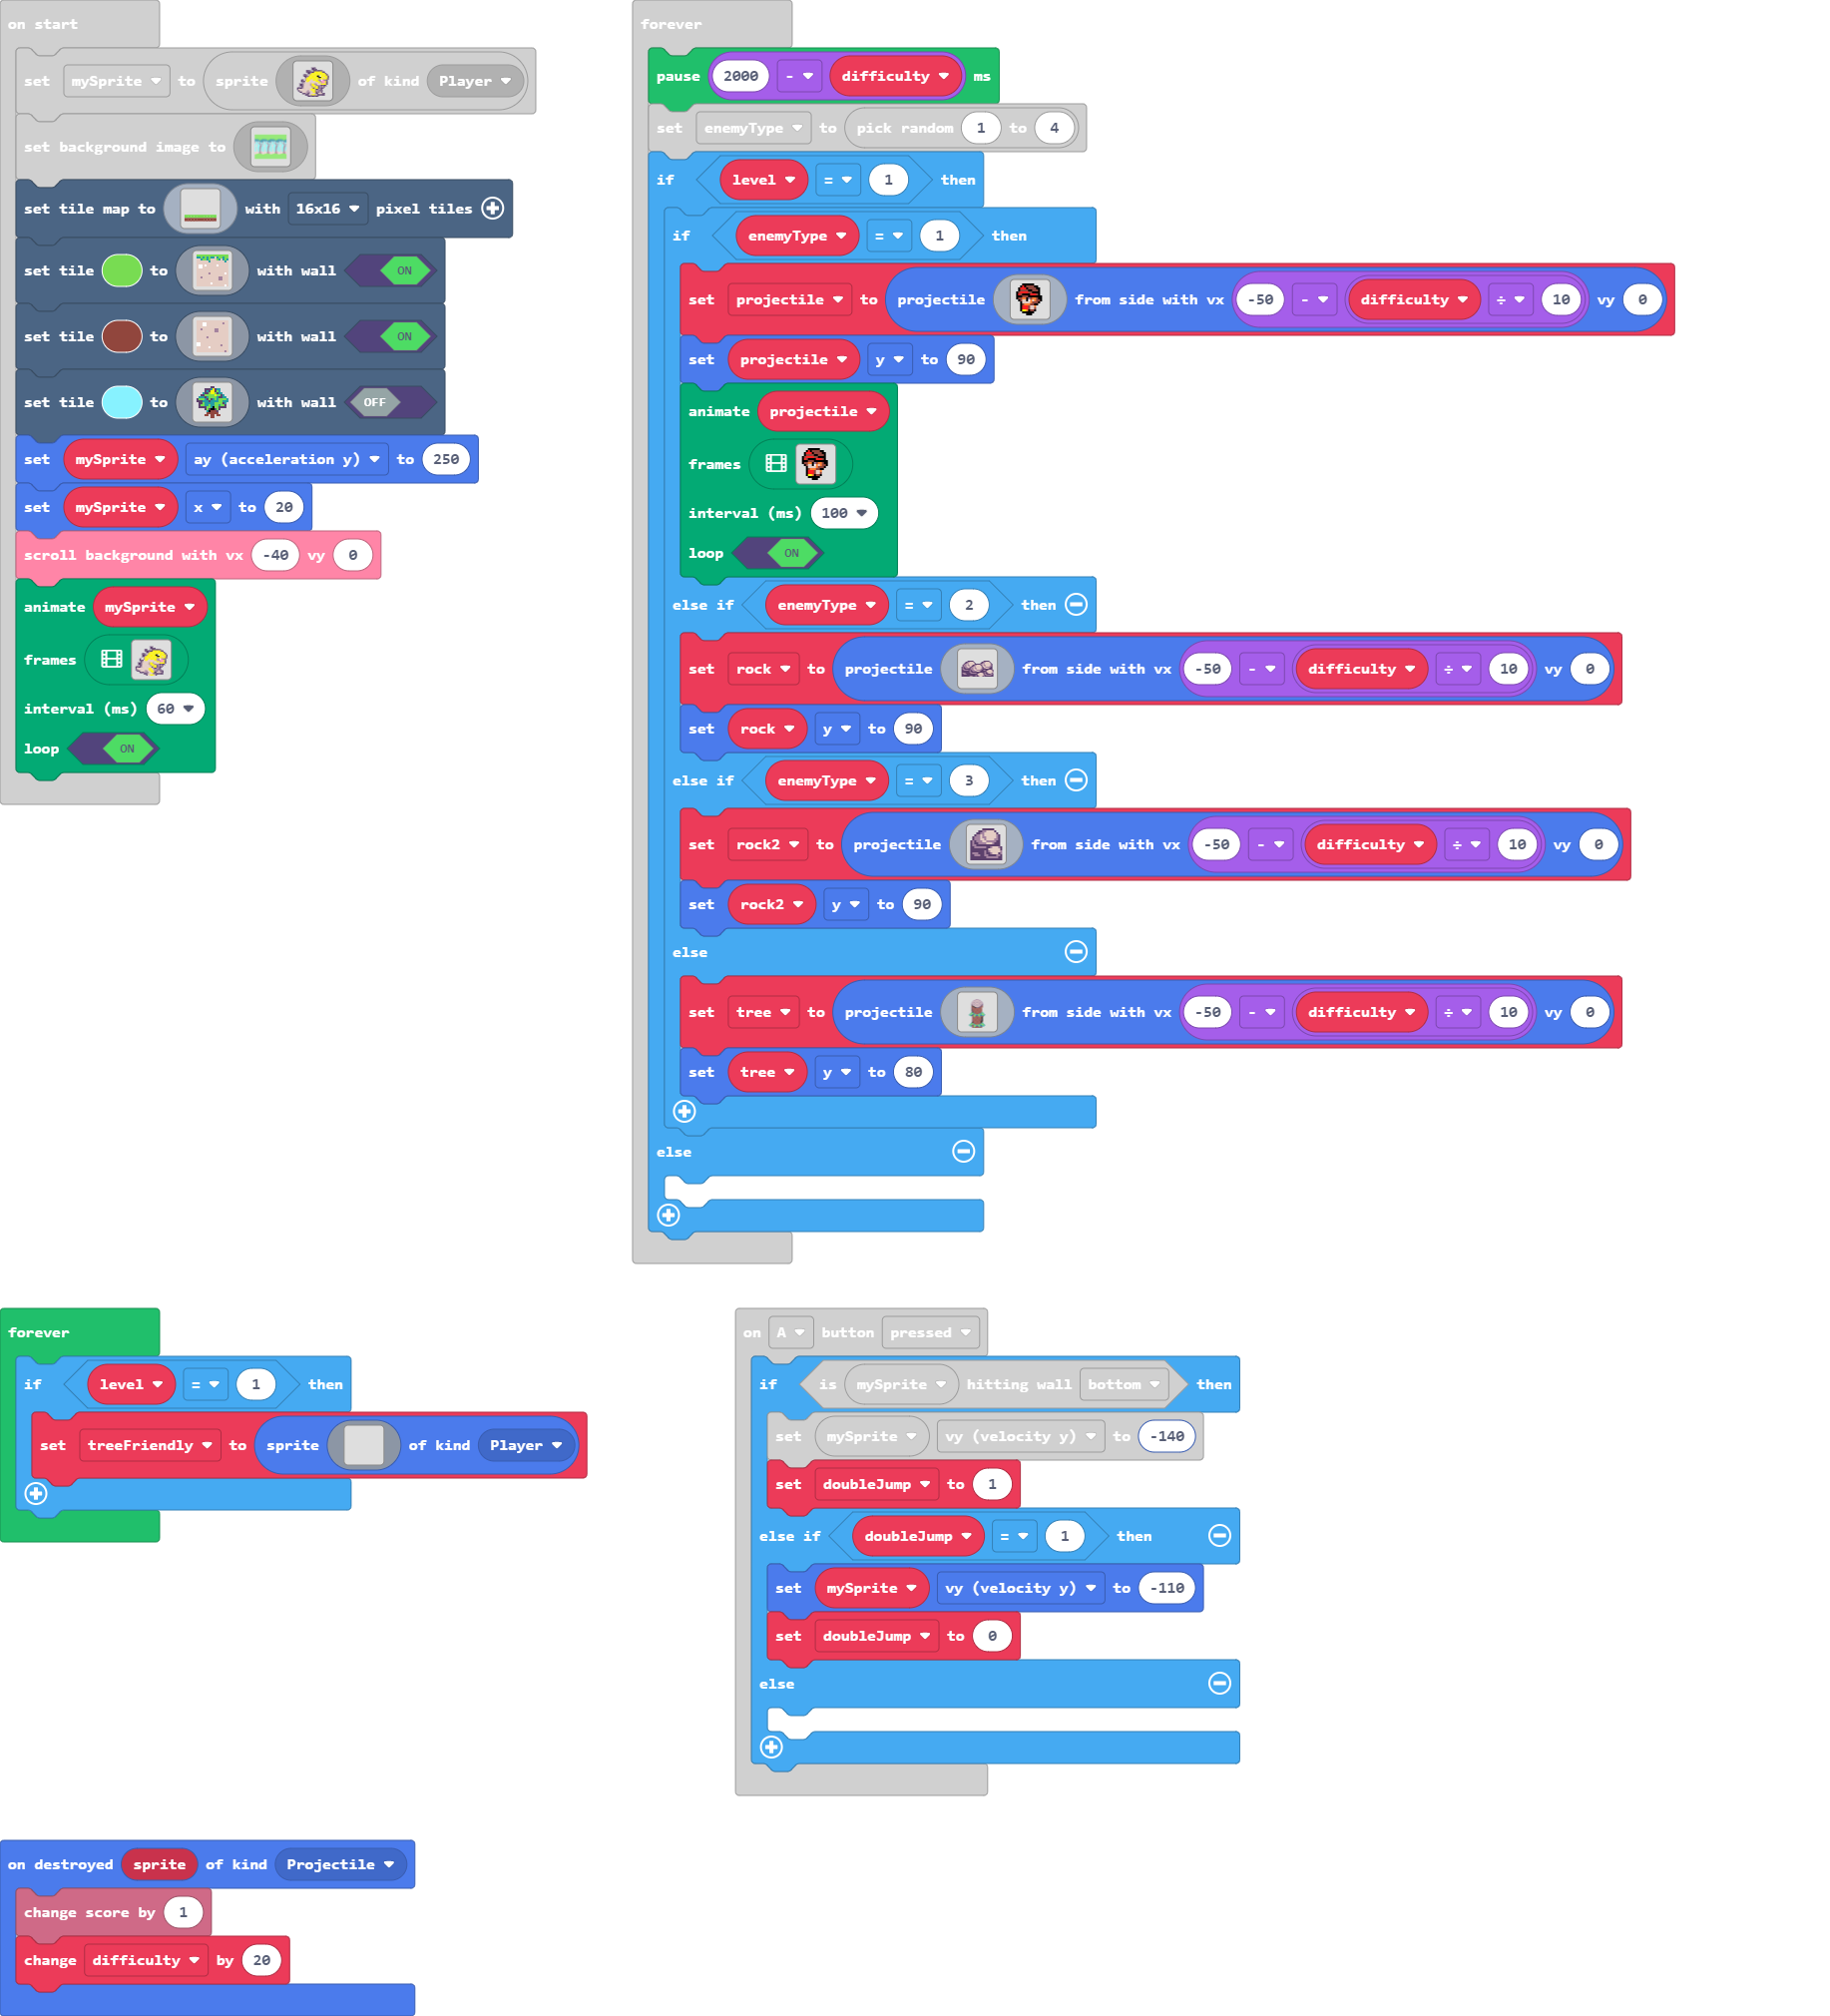 on start
set mySprite to sprite of kind Player
set background image to
set tile map to with 16x16 pixel tiles
set tile to with wall ON
set tile to with wall ON
set tile to with wall OFF
set mySprite ay (acceleration y) to 250
set mySprite x to 20
scroll background with vx -40 vy 0
animate mySprite
frames
interval (ms) 60
loop ON
forever
pause 2000 - difficulty ms
set enemyType to pick random 1 to 4
if level = 1 then
if enemyType = 1 then
set projectile to projectile from side with vx -50 - difficulty ÷ 10 vy 0
set projectile y to 90
animate projectile
frames
interval (ms) 100
loop ON
else if enemyType = 2 then
set rock to projectile from side with vx -50 - difficulty ÷ 10 vy 0
set rock y to 90
else if enemyType = 3 then
set rock2 to projectile from side with vx -50 - difficulty ÷ 10 vy 0
set rock2 y to 90
else
set tree to projectile from side with vx -50 - difficulty ÷ 10 vy 0
set tree y to 80
else
forever
if level = 1 then
set treeFriendly to sprite of kind Player
on A button pressed
if is mySprite hitting wall bottom then
set mySprite vy (velocity y) to -140
set doubleJump to 1
else if doubleJump = 1 then
set mySprite vy (velocity y) to -110
set doubleJump to 0
else
on destroyed sprite of kind Projectile
change score by 1
change difficulty by 20